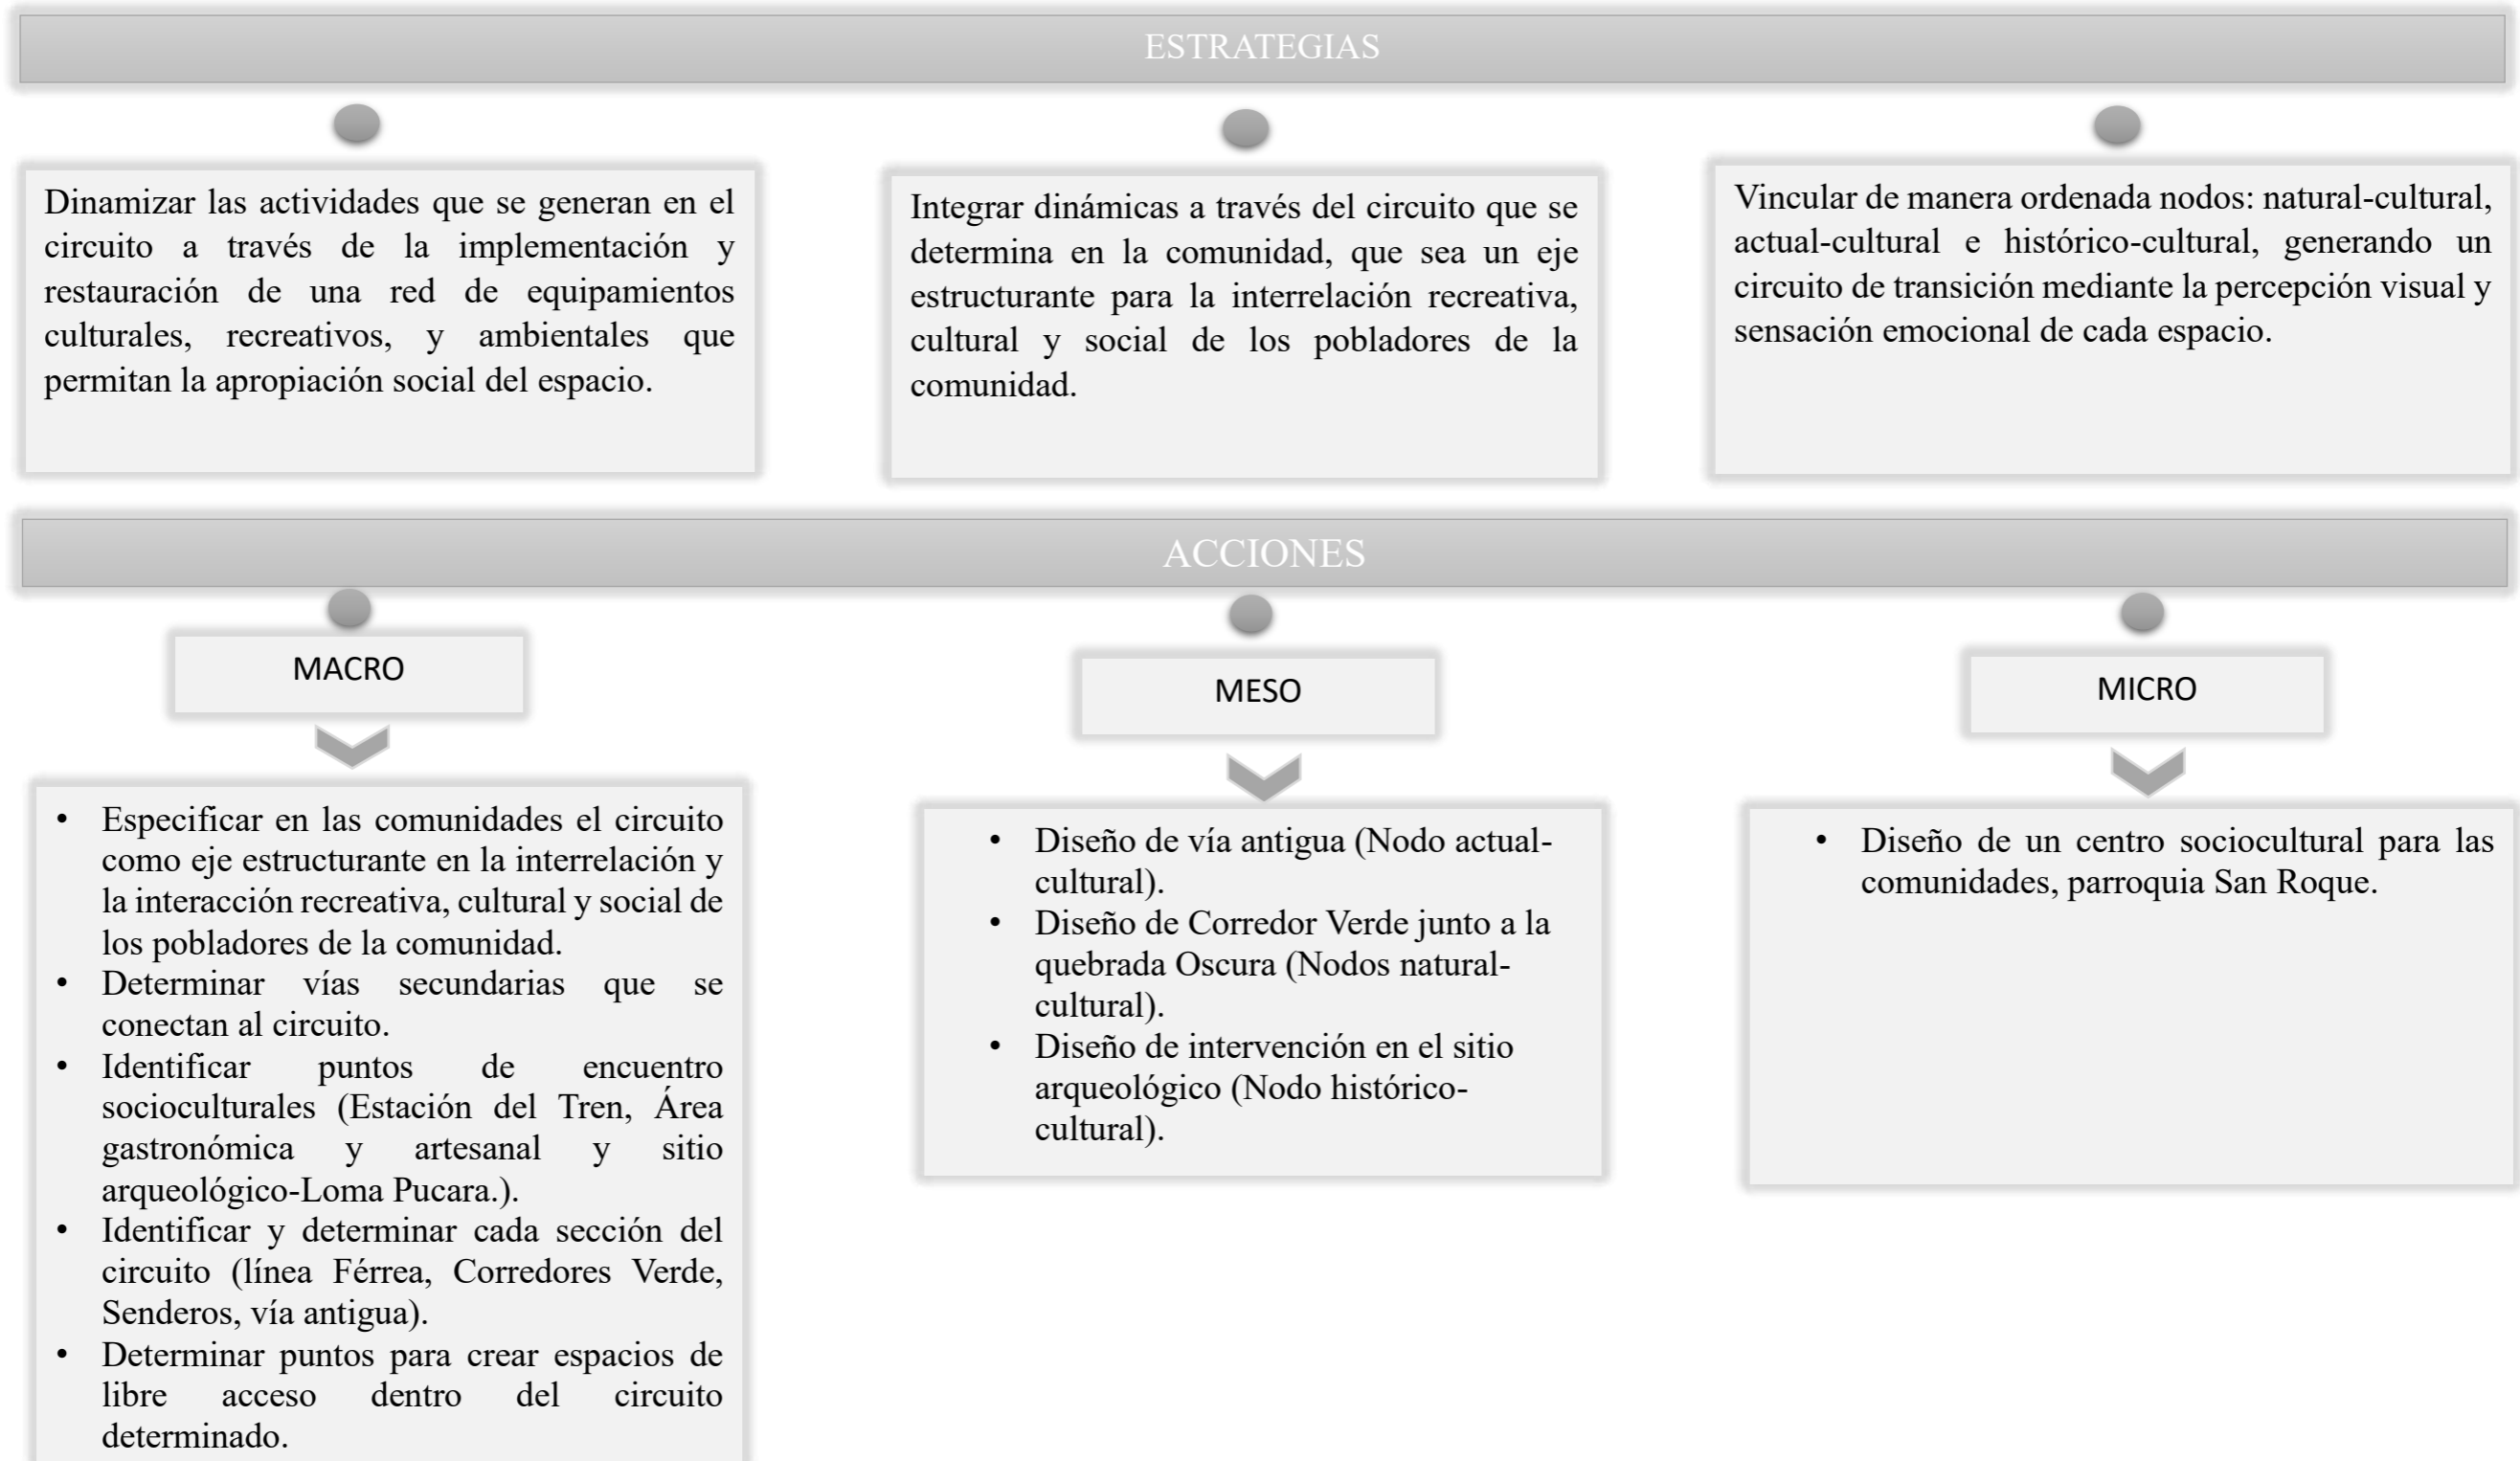 ESTRATEGIAS
Dinamizar las actividades que se generan en el
circuito a través de la implementación y
restauración de una red de equipamientos
culturales, recreativos, y ambientales que
permitan la apropiación social del espacio.
Integrar dinámicas a través del circuito que se
determina en la comunidad, que sea un eje
estructurante para la interrelación recreativa,
cultural y social de los pobladores de la
comunidad.
Vincular de manera ordenada nodos: natural-cultural,
actual-cultural e histórico-cultural, generando un
circuito de transición mediante la percepción visual y
sensación emocional de cada espacio.
ACCIONES
MACRO
• Especificar en las comunidades el circuito
como eje estructurante en la interrelación y
la interacción recreativa, cultural y social de
los pobladores de la comunidad.
• Determinar vías secundarias que se
conectan al circuito.
• Identificar puntos de encuentro
socioculturales (Estación del Tren, Área
gastronómica y artesanal y sitio
arqueológico-Loma Pucara.).
• Identificar y determinar cada sección del
circuito (línea Férrea, Corredores Verde,
Senderos, vía antigua).
• Determinar puntos para crear espacios de
libre acceso dentro del circuito
determinado.
MESO
• Diseño de vía antigua (Nodo actual-
cultural).
• Diseño de Corredor Verde junto a la
quebrada Oscura (Nodos natural-
cultural).
• Diseño de intervención en el sitio
arqueológico (Nodo histórico-
cultural).
MICRO
• Diseño de un centro sociocultural para las
comunidades, parroquia San Roque.